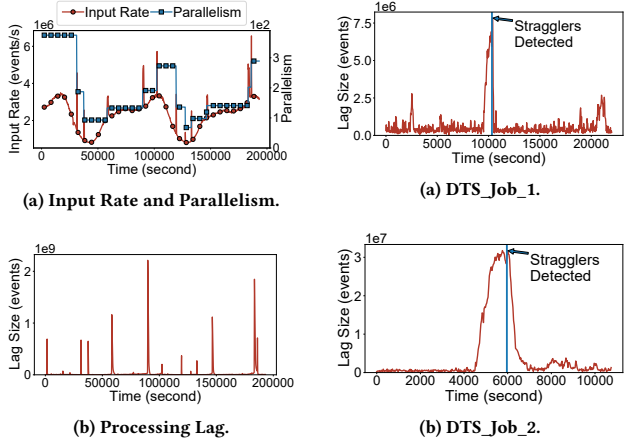 Input Rate Parallelism
1e6 1e2
6
4
2
3
2
1
0
Input Rate (events/s)
Parallelism
0 50000 100000 150000 200000
Time (second)
(a) Input Rate and Parallelism.
1e6
7.5
5.0
2.5
0.0
Lag Size (events)
Stragglers
Detected
0 5000 10000 15000 20000
Time (second)
(a) DTS_Job_1.
1e9
2
1
0
Lag Size (events)
0 50000 100000 150000 200000
Time (second)
(b) Processing Lag.
1e7
3
2
1
0
Lag Size (events)
Stragglers
Detected
0 2000 4000 6000 8000 10000
Time (second)
(b) DTS_Job_2.